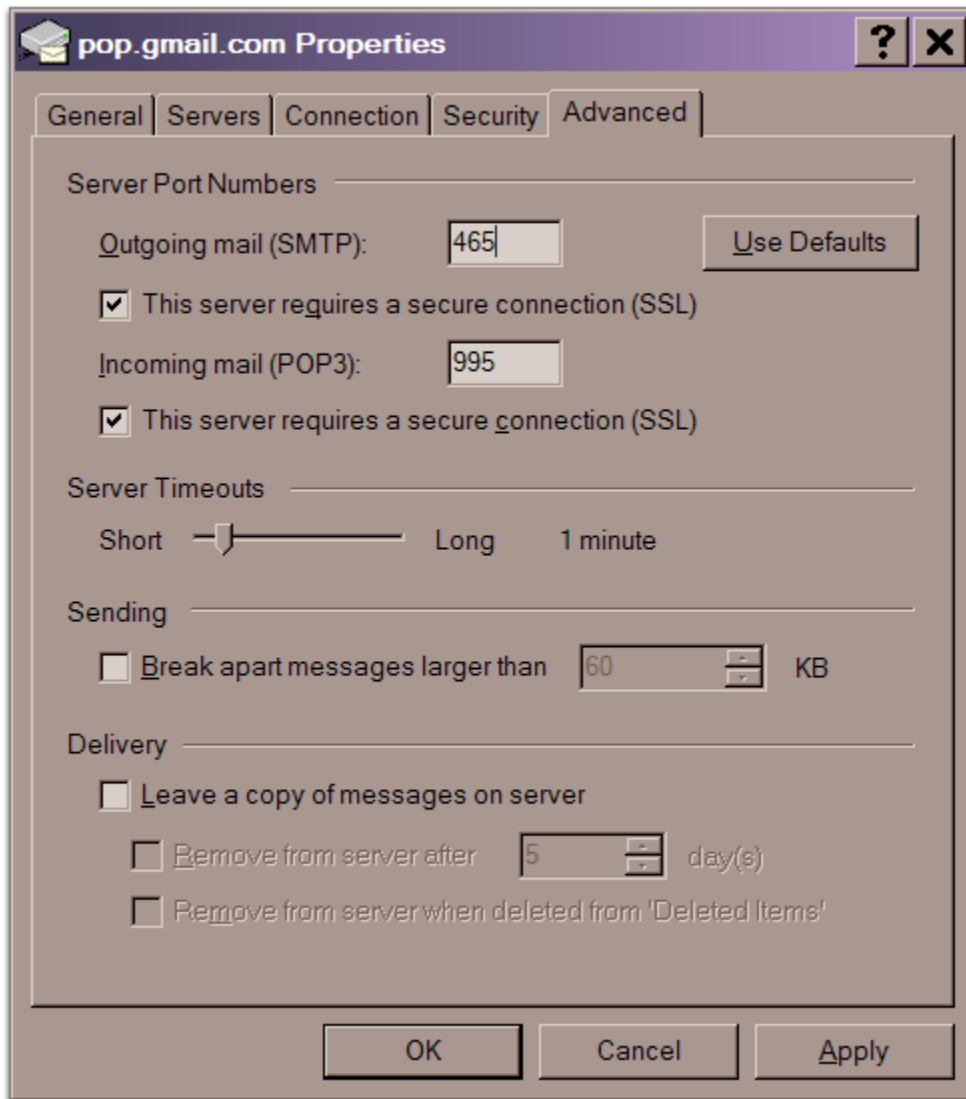 pop.gmail.com Properties
General Servers Connection Security Advanced
Server Port Numbers
Outgoing mail (SMTP): 465 Use Defaults
This server requires a secure connection (SSL)
Incoming mail (POP3): 995
This server requires a secure connection (SSL)
Server Timeouts
Short Long 1 minute
Sending
Break apart messages larger than 60 KB
Delivery
Leave a copy of messages on server
Remove from server after 5 day(s)
Remove from server when deleted from 'Deleted Items'
OK Cancel Apply